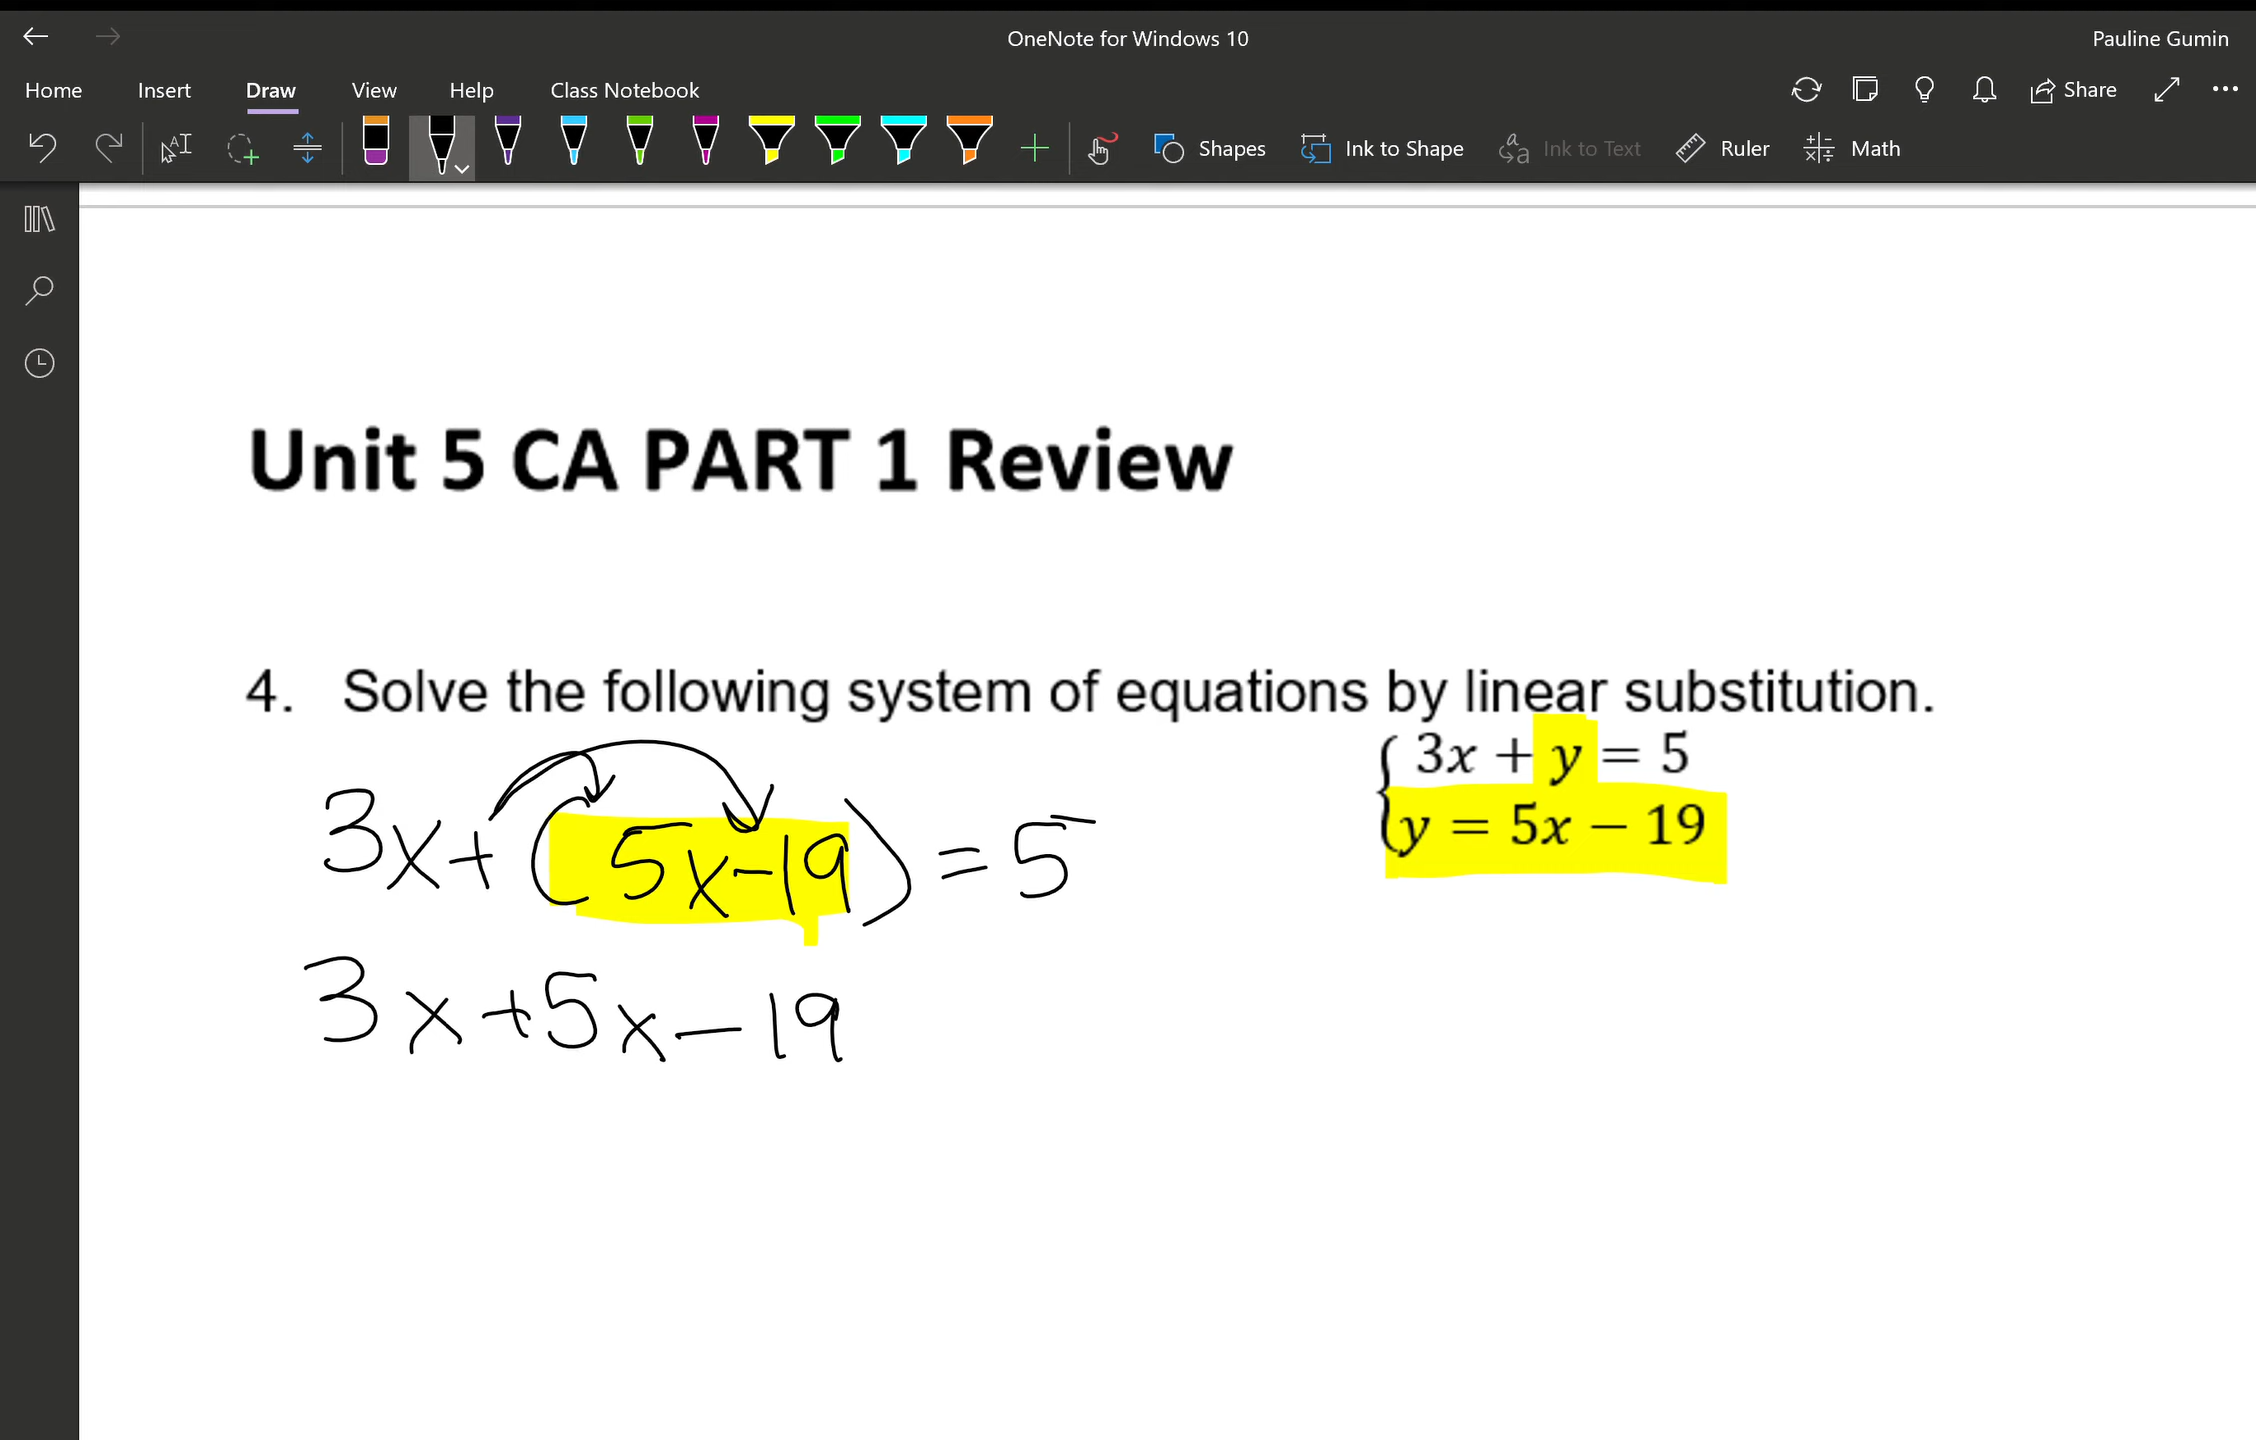 OneNote for Windows 10
Pauline Gumin
Home Insert Draw View Help Class Notebook Share
Shapes Ink to Shape Ink to Text Ruler Math
Unit 5 CA PART 1 Review
4. Solve the following system of equations by linear substitution.
3x + y = 5
y = 5x − 19
3x+(5x-19)=5
3x+5x-19